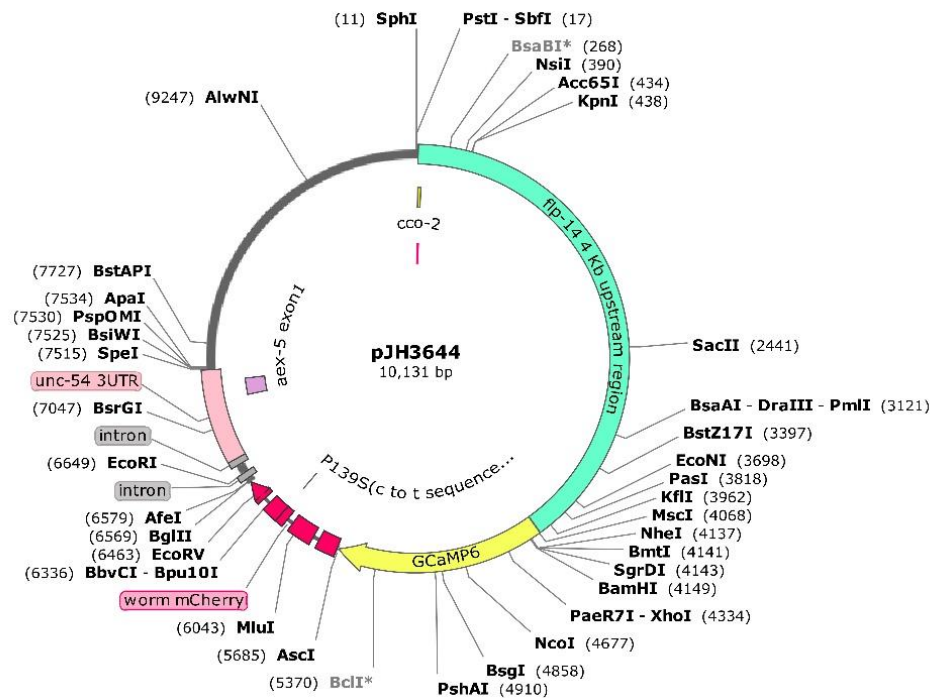 (11) SphI
PstI - SbfI (17)
BsaBI* (268)
NsiI (390)
Acc65I (434)
KpnI (438)
(9247) AlwNI
cco-2
flp-14 4 Kb upstream region
(7727) BstAPI
(7534) ApaI
(7530) PspOMI
(7525) BsiWI
(7515) SpeI
unc-54 3UTR
(7047) BsrGI
intron
(6649) EcoRI
intron
(6579) AfeI
(6569) BglII
(6463) EcoRV
(6336) BbvCI - Bpu10I
worm mCherry
(6043) MluI
(5685) AscI
(5370) BclI*
aex-5 exon1
pJH3644
10,131 bp
P139S(c to t sequence...
GCaMP6
SacII (2441)
BsaAI - DraIII - PmlI (3121)
BstZ17I (3397)
EcoNI (3698)
PasI (3818)
KflI (3962)
MscI (4068)
NheI (4137)
BmtI (4141)
SgrDI (4143)
BamHI (4149)
PaeR7I - XhoI (4334)
NcoI (4677)
BsgI (4858)
PshAI (4910)